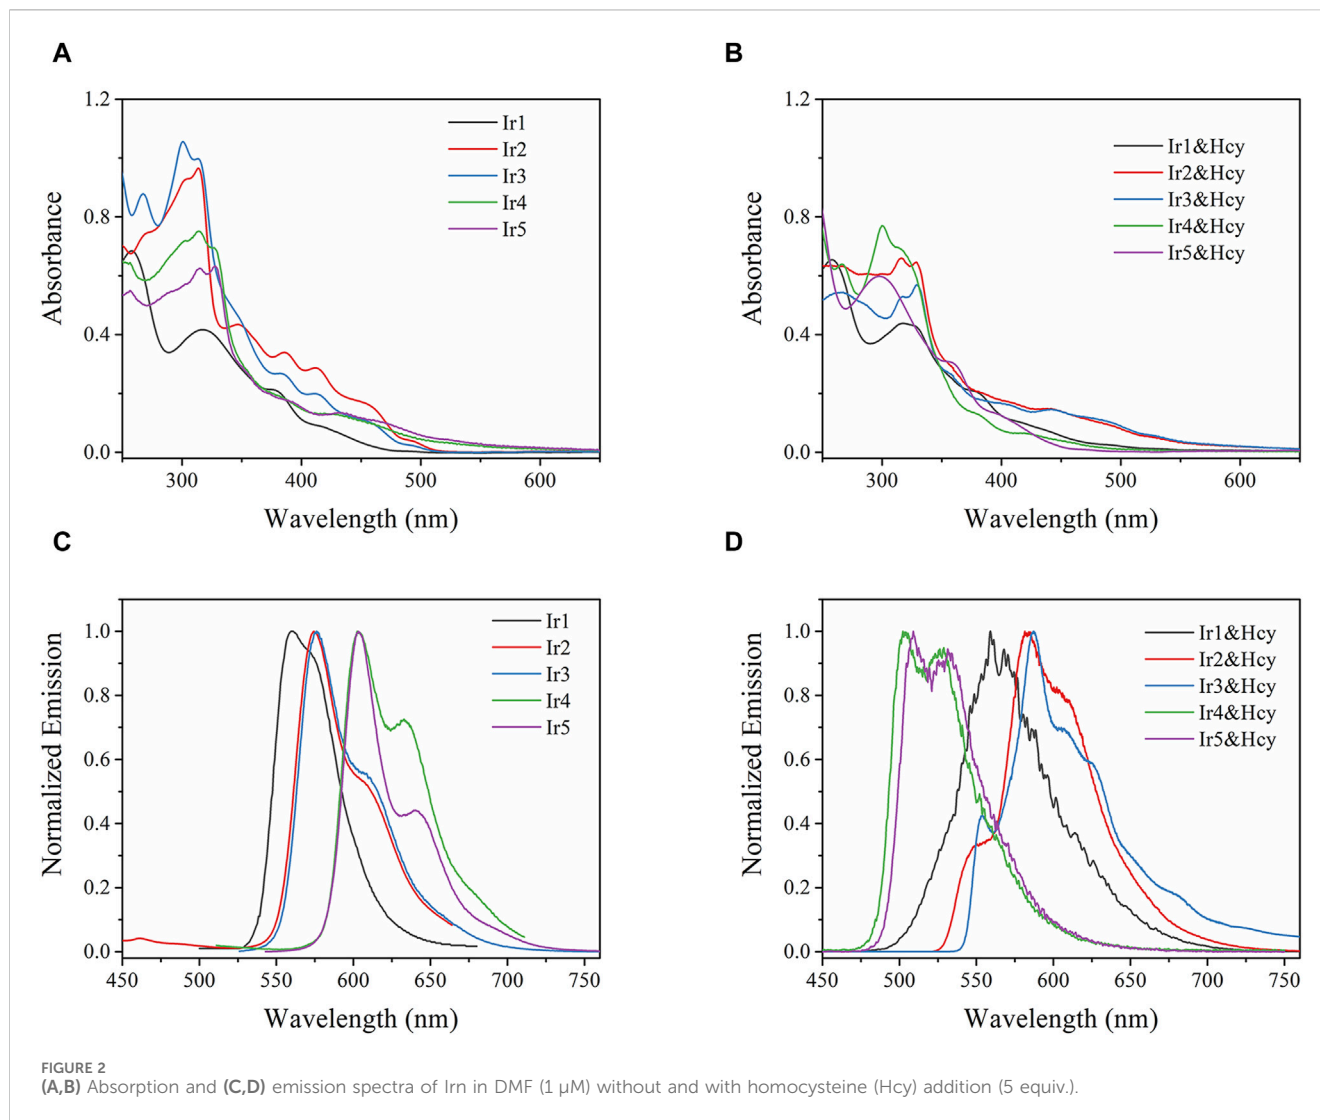 A
1.2
0.8
0.4
0.0
Absorbance
Ir1
Ir2
Ir3
Ir4
Ir5
300
400
500
600
Wavelength (nm)
B
1.2
0.8
0.4
0.0
Absorbance
Ir1&Hcy
Ir2&Hcy
Ir3&Hcy
Ir4&Hcy
Ir5&Hcy
300
400
500
600
Wavelength (nm)
C
1.0
0.8
0.6
0.4
0.2
0.0
Normalized Emission
Ir1
Ir2
Ir3
Ir4
Ir5
450
500
550
600
650
700
750
Wavelength (nm)
D
1.0
0.8
0.6
0.4
0.2
0.0
Normalized Emission
Ir1&Hcy
Ir2&Hcy
Ir3&Hcy
Ir4&Hcy
Ir5&Hcy
450
500
550
600
650
700
750
Wavelength (nm)
FIGURE 2
(A,B) Absorption and (C,D) emission spectra of Irn in DMF (1 μM) without and with homocysteine (Hcy) addition (5 equiv.).